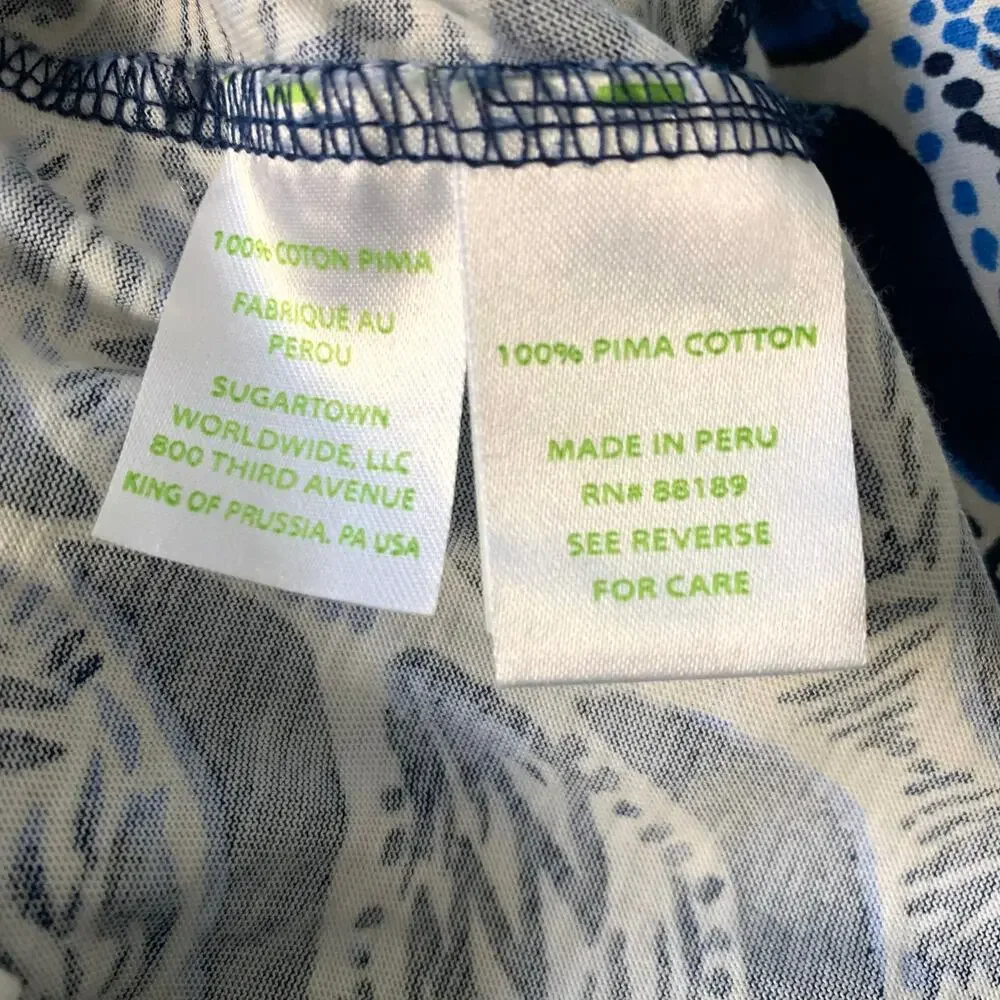 100% COTON PIMA
FABRIQUÉ AU
PEROU
SUGARTOWN
WORLDWIDE, LLC
800 THIRD AVENUE
KING OF PRUSSIA, PA USA
100% PIMA COTTON
MADE IN PERU
RN# 88189
SEE REVERSE
FOR CARE